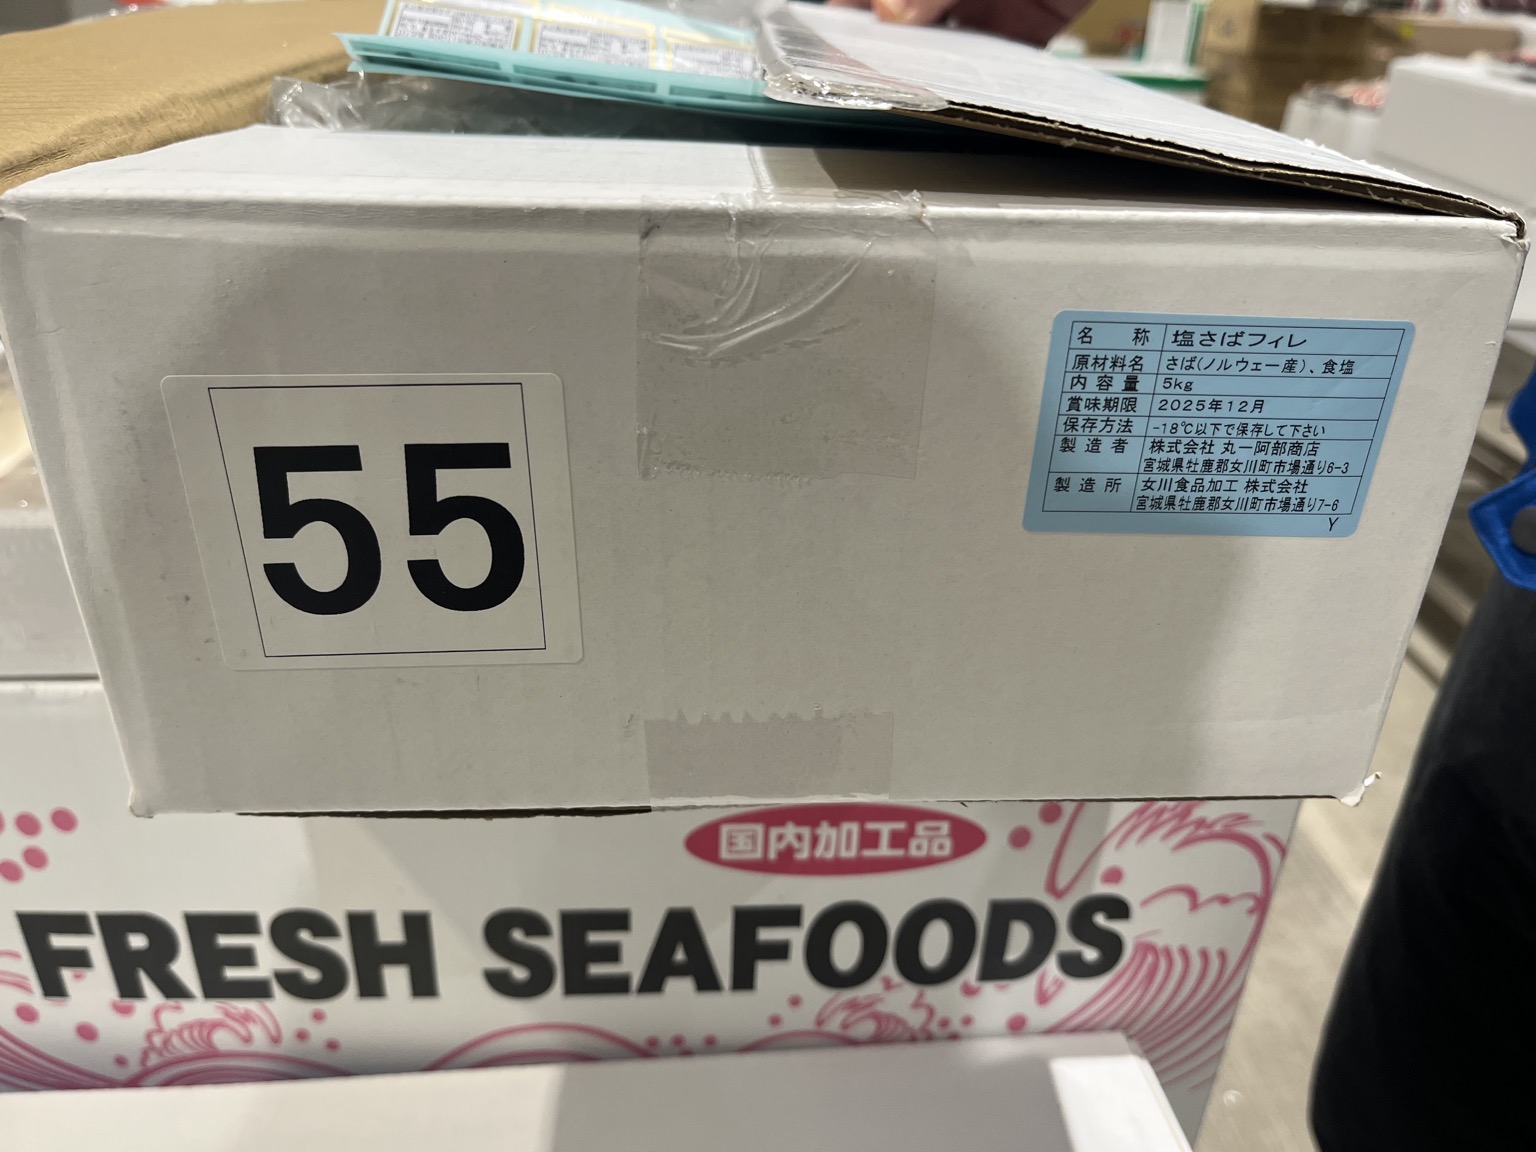 55
名 称 塩さばフィレ
原材料名 さば(ノルウェー産)、食塩
内容量 5kg
賞味期限 2025年12月
保存方法 -18℃以下で保存して下さい
製造者 株式会社 丸一阿部商店
宮城県牡鹿郡女川町市場通り6-3
製造所 女川食品加工 株式会社
宮城県牡鹿郡女川町市場通り7-6
Y
国内加工品
FRESH SEAFOODS